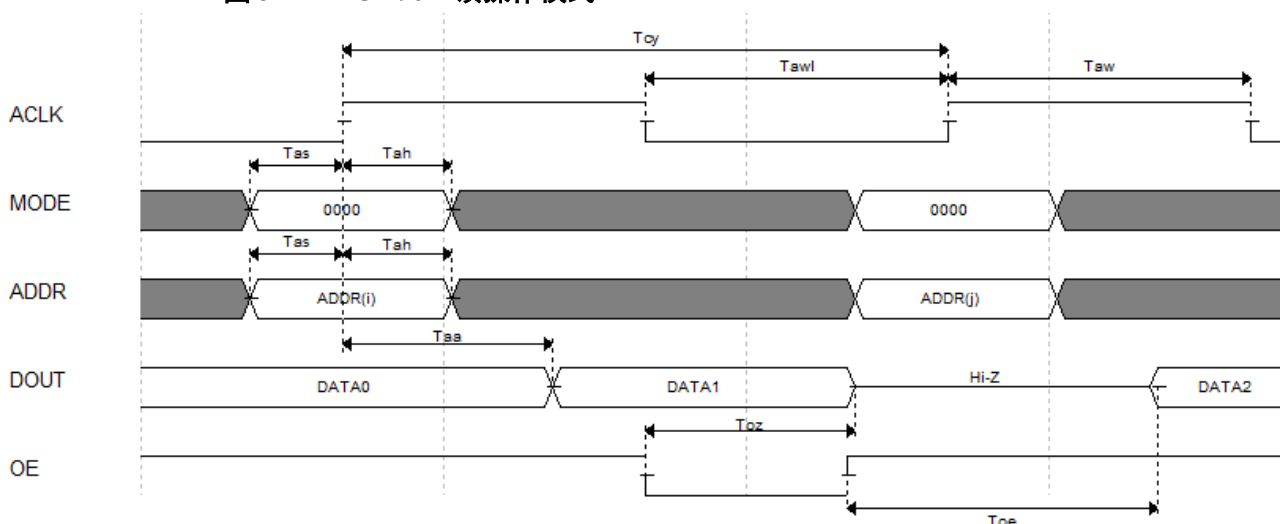 Tcy
Tawl Taw
ACLK
Tas Tah
MODE 0000 0000
Tas Tah
ADDR ADDR(i) ADDR(j)
Taa
DOUT DATA0 DATA1 Hi-Z DATA2
Toz
OE
Toe